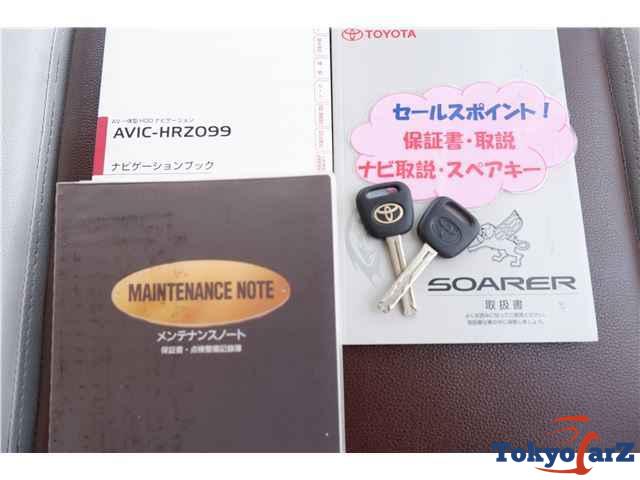 AV一体型HDDナビゲーション
AVIC-HRZ099
ナビゲーションブック
TOYOTA
セールスポイント!
保証書・取説
ナビ取説・スペアキー
SOARER
取扱書
MAINTENANCE NOTE
メンテナンスノート
保証書・点検整備記録簿
TokyoCarZ